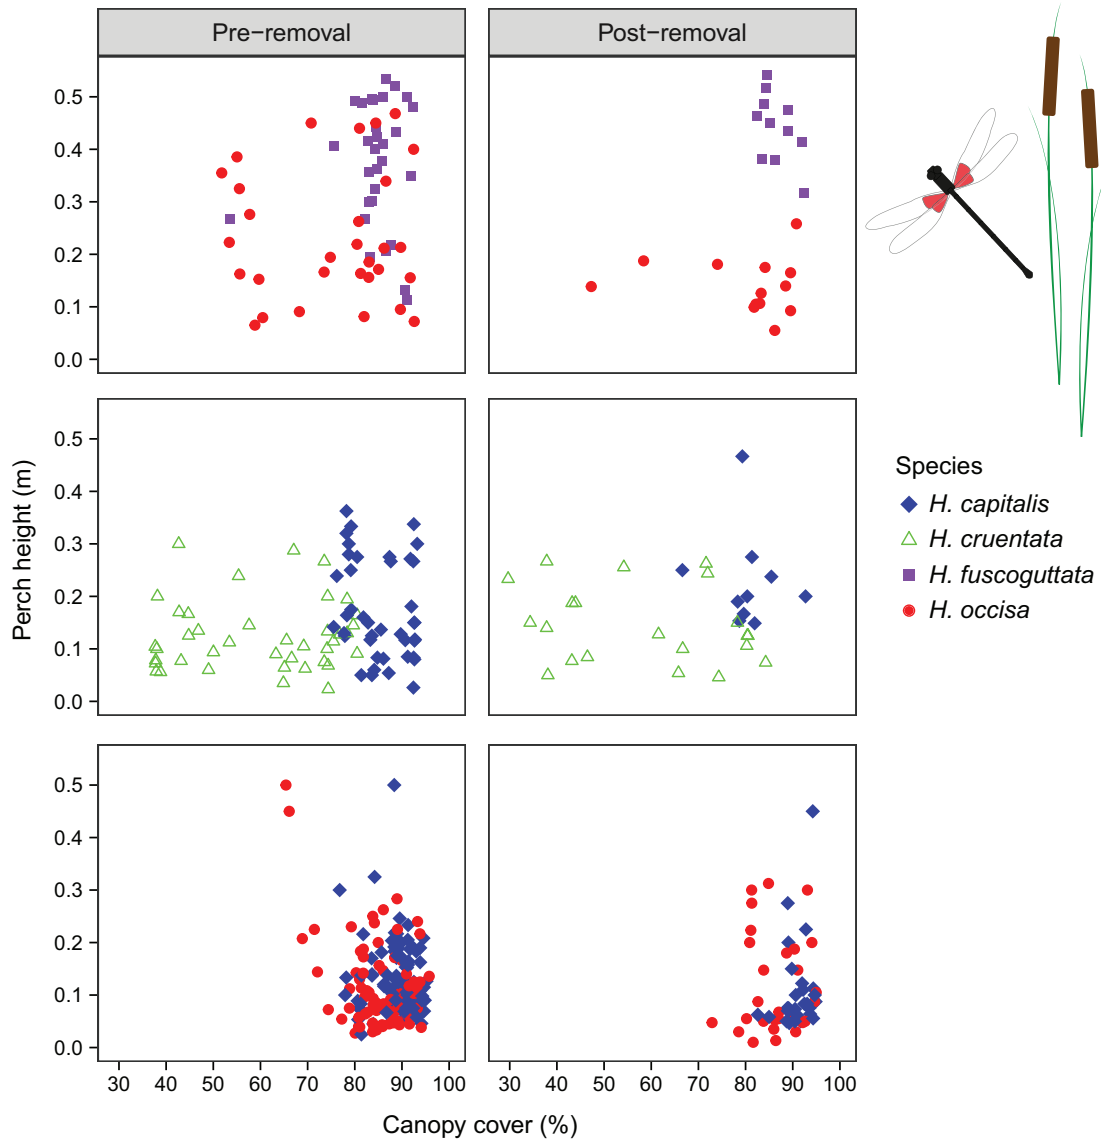 Pre−removal
Post−removal
0.5
0.4
0.3
0.2
0.1
0.0
0.5
0.4
0.3
0.2
0.1
0.0
0.5
0.4
0.3
0.2
0.1
0.0
Perch height (m)
30 40 50 60 70 80 90 100
30 40 50 60 70 80 90 100
Canopy cover (%)
Species
H. capitalis
H. cruentata
H. fuscoguttata
H. occisa